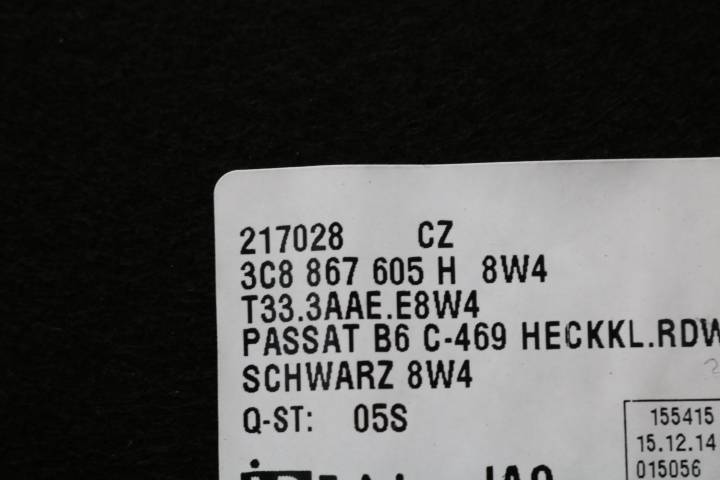 217028 CZ
3C8 867 605 H 8W4
T33.3AAE.E8W4
PASSAT B6 C-469 HECKKL.RDW
SCHWARZ 8W4
Q-ST: 05S
155415
15.12.14
015056